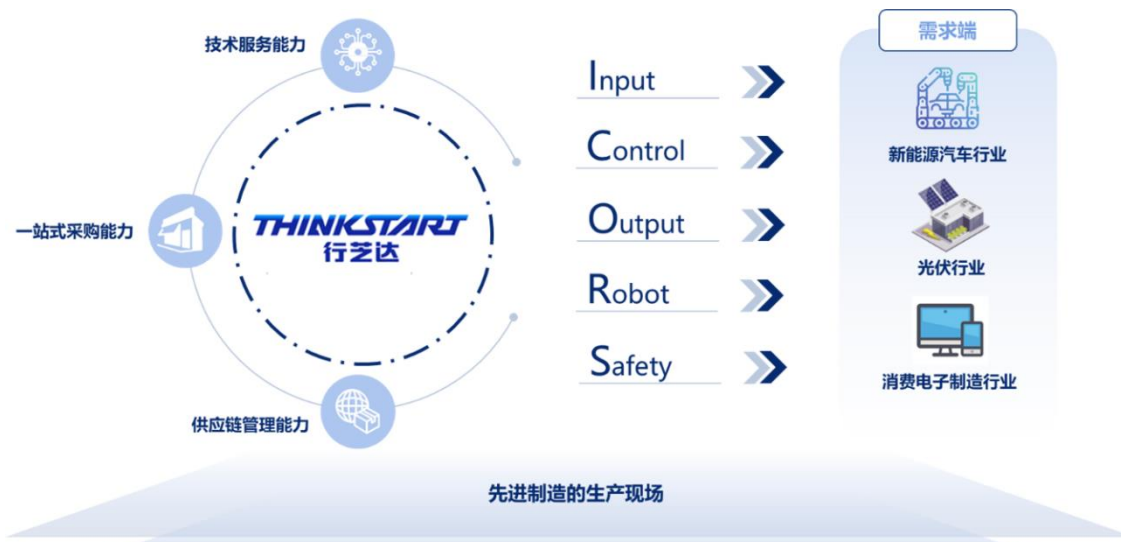 技术服务能力
一站式采购能力
THINKSTART
行芝达
供应链管理能力
Input
Control
Output
Robot
Safety
需求端
新能源汽车行业
光伏行业
消费电子制造行业
先进制造的生产现场